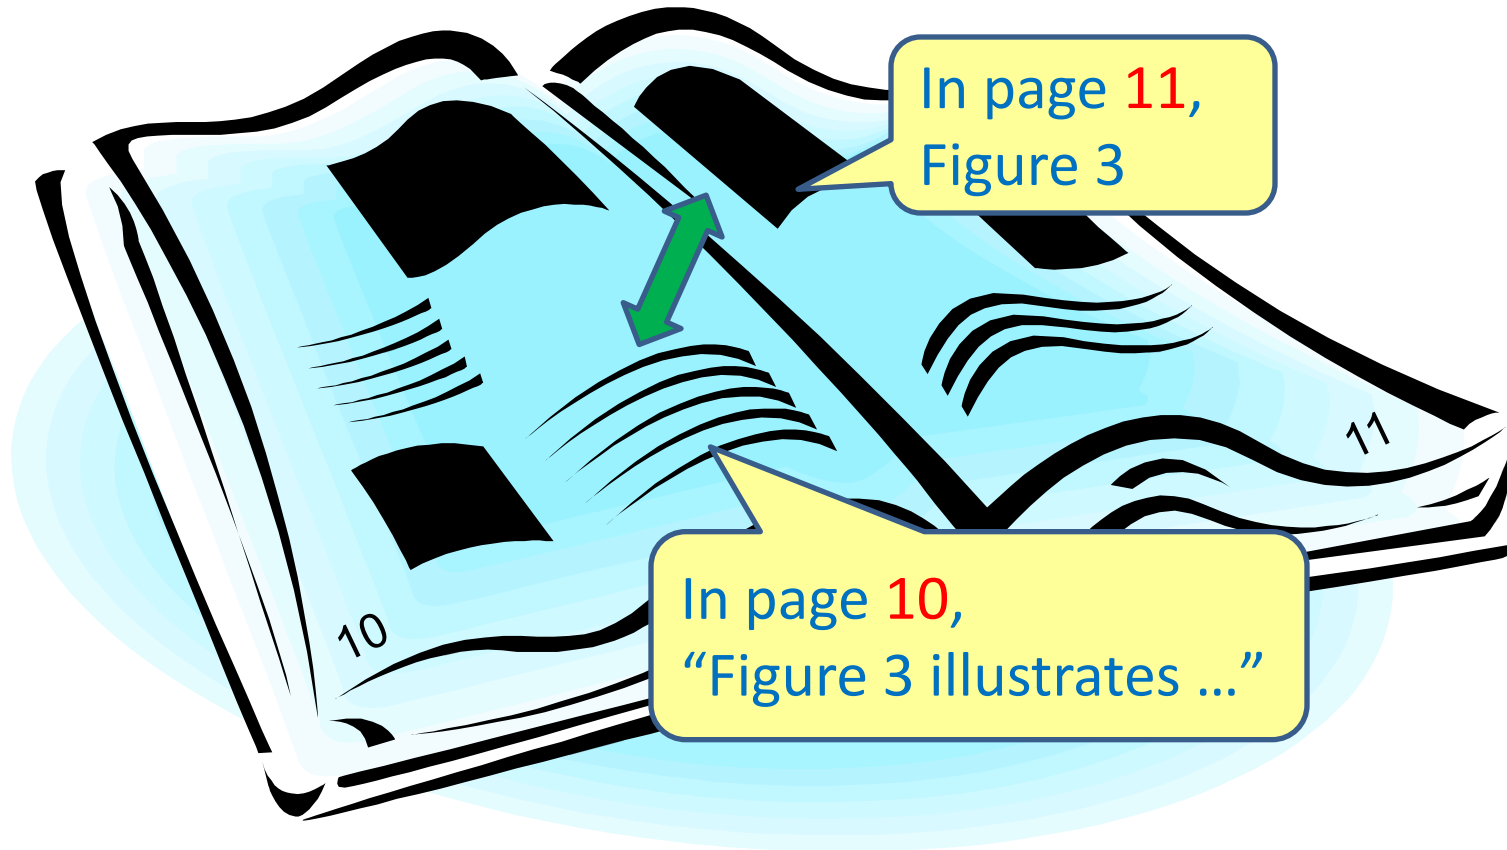 In page 11,
Figure 3
11
10
In page 10,
“Figure 3 illustrates …”